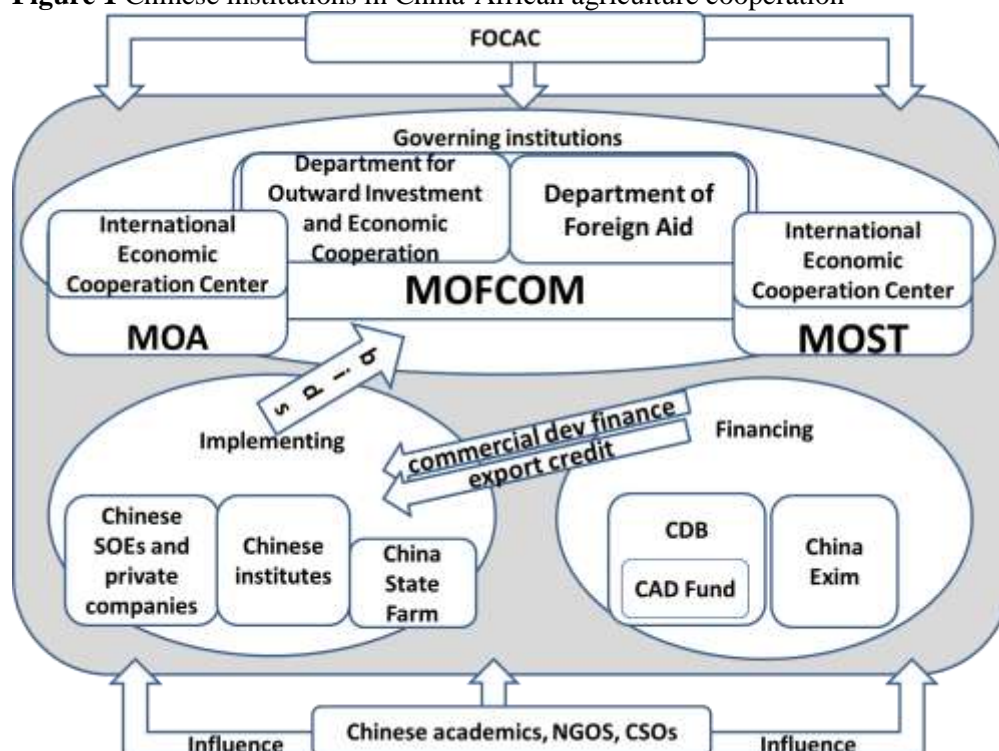 Figure 1 Chinese institutions in China-African agriculture cooperation
FOCAC
Governing institutions
Department for
Outward Investment
and Economic
Cooperation
Department of
Foreign Aid
International
Economic
Cooperation Center
International
Economic
Cooperation Center
MOFCOM
MOA
MOST
bids
Implementing
commercial dev finance
export credit
Financing
Chinese
SOEs and
private
companies
Chinese
institutes
China
State
Farm
CDB
CAD Fund
China
Exim
Chinese academics, NGOS, CSOs
Influence
Influence